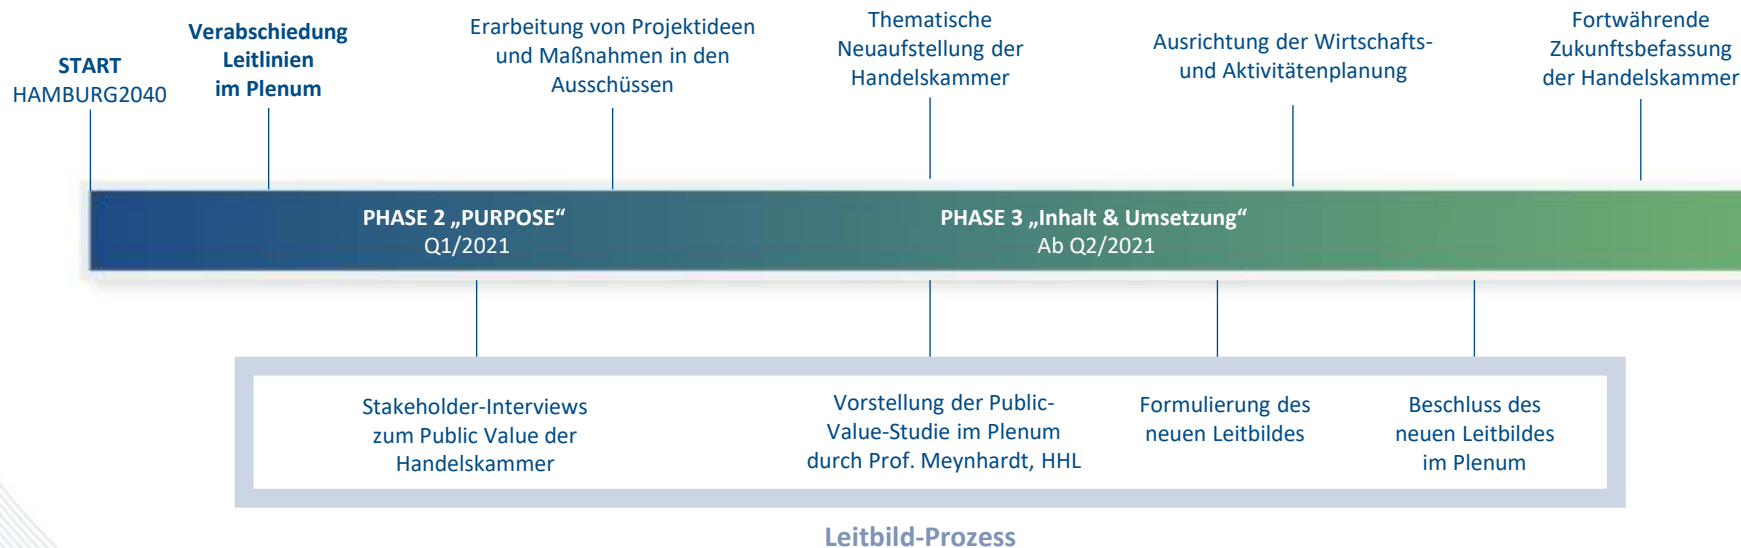 START
HAMBURG2040
Verabschiedung
Leitlinien
im Plenum
Erarbeitung von Projektideen
und Maßnahmen in den
Ausschüssen
Thematische
Neuaufstellung der
Handelskammer
Ausrichtung der Wirtschafts-
und Aktivitätenplanung
Fortwährende
Zukunftsbefassung
der Handelskammer
PHASE 2 „PURPOSE“
Q1/2021
PHASE 3 „Inhalt & Umsetzung“
Ab Q2/2021
Stakeholder-Interviews
zum Public Value der
Handelskammer
Vorstellung der Public-
Value-Studie im Plenum
durch Prof. Meynhardt, HHL
Formulierung des
neuen Leitbildes
Beschluss des
neuen Leitbildes
im Plenum
Leitbild-Prozess